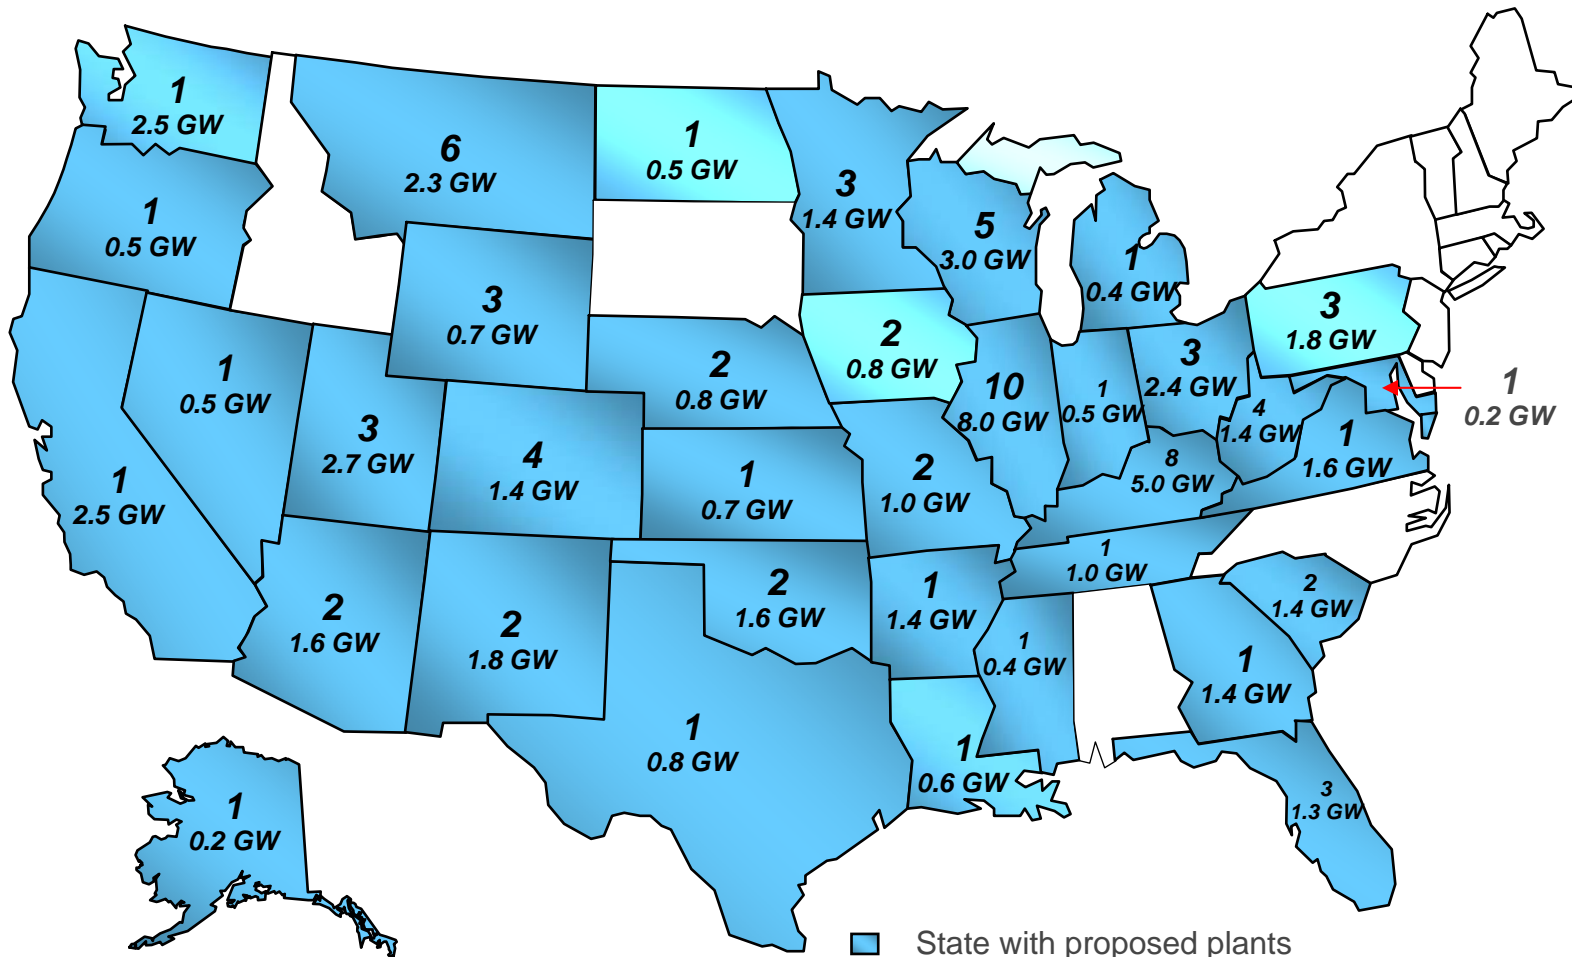 1
2.5 GW
6
2.3 GW
1
0.5 GW
3
1.4 GW
1
0.5 GW
5
3.0 GW
1
0.4 GW
3
0.7 GW
3
1.8 GW
2
0.8 GW
2
0.8 GW
3
2.4 GW
1
0.5 GW
1
0.2 GW
10
8.0 GW
1
0.5 GW
4
1.4 GW
1
1.6 GW
3
2.7 GW
4
1.4 GW
1
0.7 GW
2
1.0 GW
8
5.0 GW
1
2.5 GW
1
1.0 GW
2
1.6 GW
2
1.8 GW
2
1.6 GW
1
1.4 GW
2
1.4 GW
1
0.4 GW
1
1.4 GW
1
0.8 GW
1
0.6 GW
3
1.3 GW
1
0.2 GW
State with proposed plants